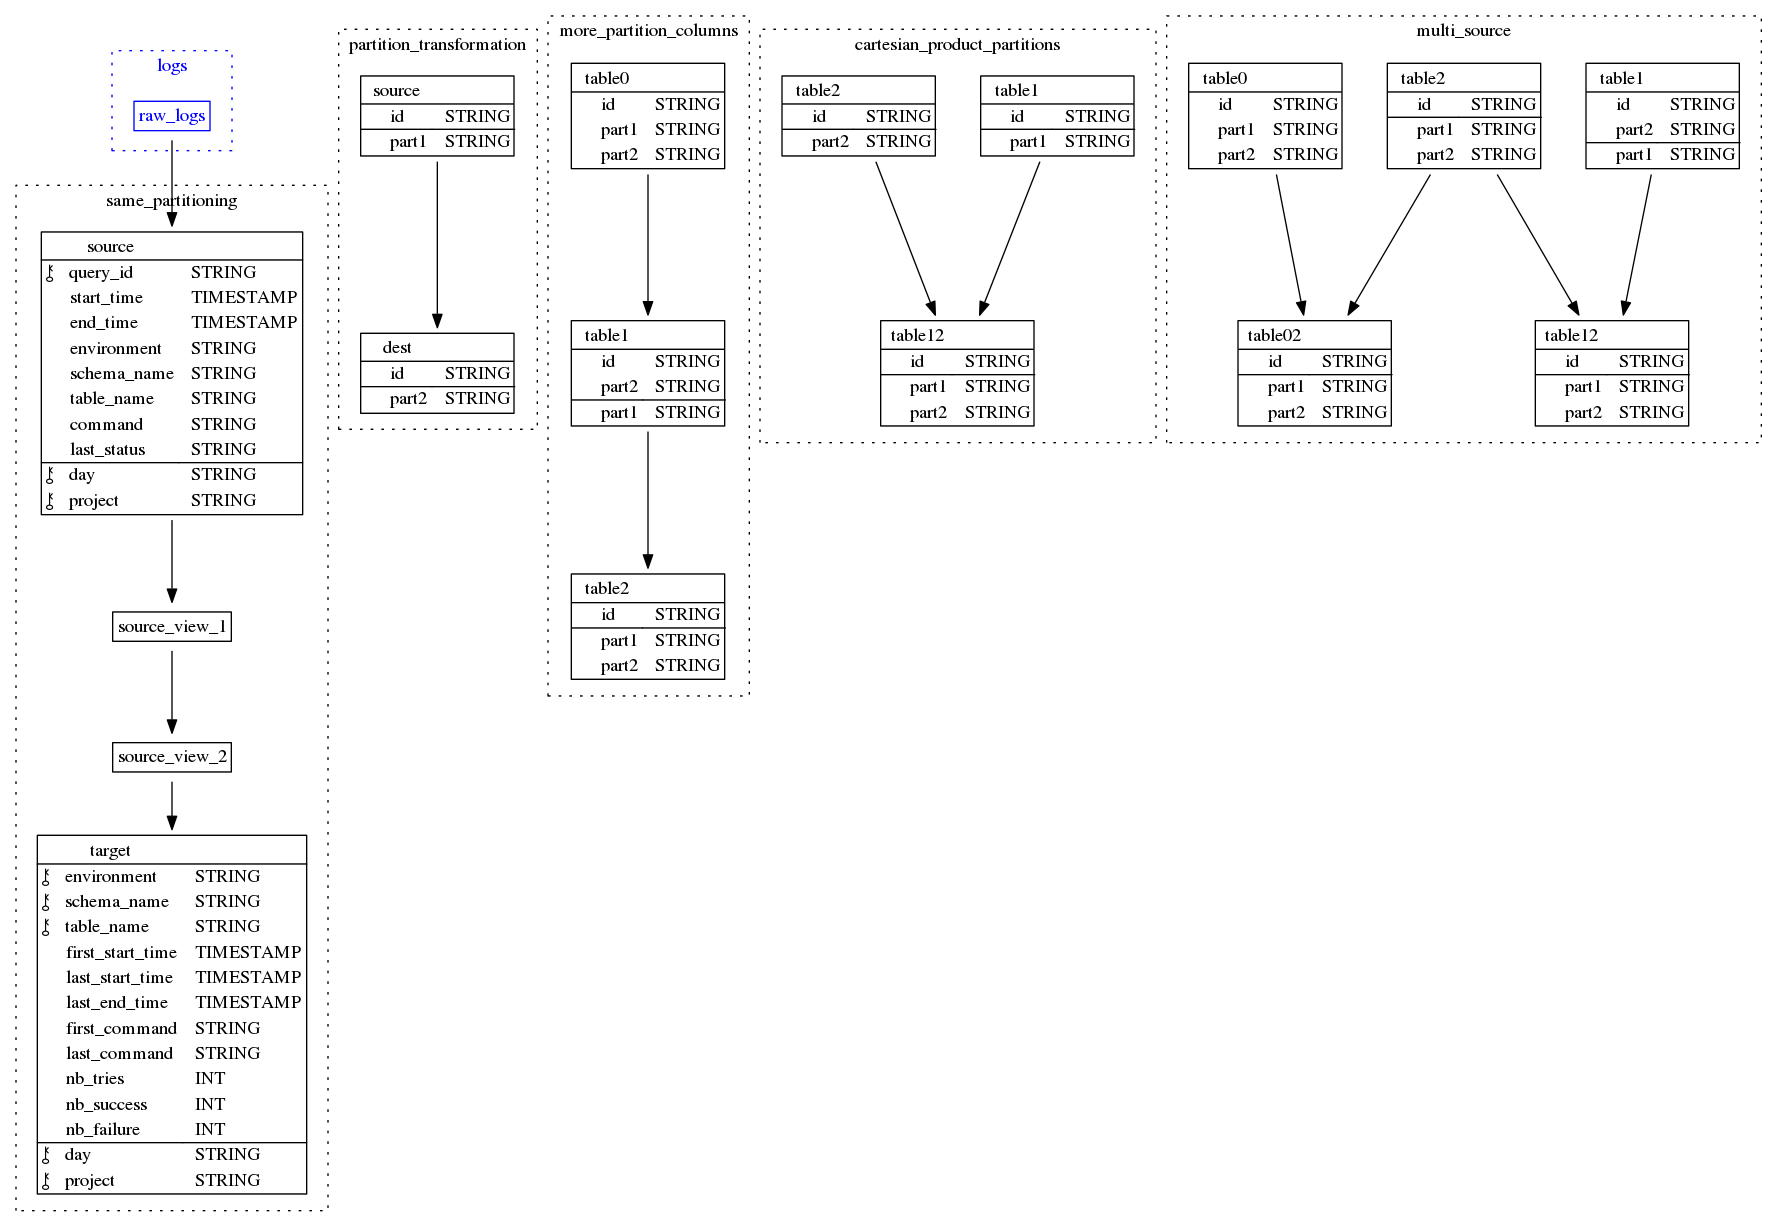 logs
raw_logs
same_partitioning
source
query_id STRING
start_time TIMESTAMP
end_time TIMESTAMP
environment STRING
schema_name STRING
table_name STRING
command STRING
last_status STRING
day STRING
project STRING
source_view_1
source_view_2
target
environment STRING
schema_name STRING
table_name STRING
first_start_time TIMESTAMP
last_start_time TIMESTAMP
last_end_time TIMESTAMP
first_command STRING
last_command STRING
nb_tries INT
nb_success INT
nb_failure INT
day STRING
project STRING
partition_transformation
source
id STRING
part1 STRING
dest
id STRING
part2 STRING
more_partition_columns
table0
id STRING
part1 STRING
part2 STRING
table1
id STRING
part2 STRING
part1 STRING
table2
id STRING
part1 STRING
part2 STRING
cartesian_product_partitions
table2
id STRING
part2 STRING
table1
id STRING
part1 STRING
table12
id STRING
part1 STRING
part2 STRING
multi_source
table0
id STRING
part1 STRING
part2 STRING
table2
id STRING
part1 STRING
part2 STRING
table1
id STRING
part2 STRING
part1 STRING
table02
id STRING
part1 STRING
part2 STRING
table12
id STRING
part1 STRING
part2 STRING